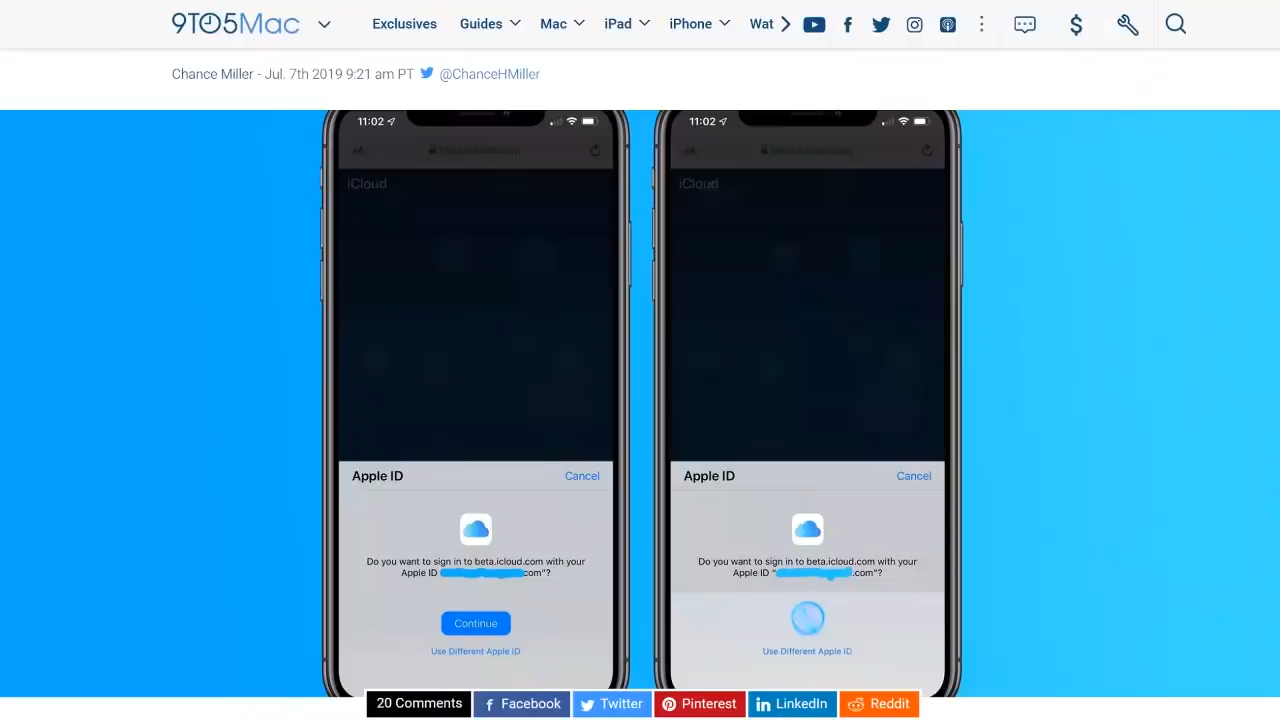 9TO5Mac Exclusives Guides Mac iPad iPhone Wat
Chance Miller - Jul. 7th 2019 9:21 am PT @ChanceHMiller
11:02
iCloud
Apple ID Cancel
Do you want to sign in to beta.icloud.com with your
Apple ID com"?
Continue
Use Different Apple ID
11:02
iCloud
Apple ID Cancel
Do you want to sign in to beta.icloud.com with your
Apple ID " .com"?
Use Different Apple ID
20 Comments Facebook Twitter Pinterest LinkedIn Reddit